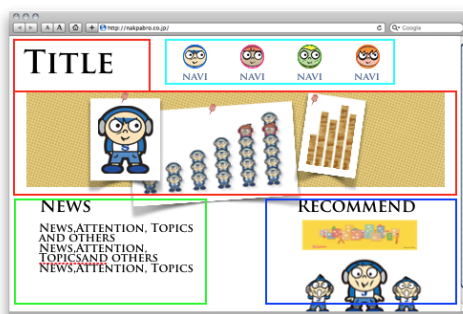 http://nakpabro.co.jp/
Google
TITLE
NAVI NAVI NAVI NAVI
NEWS
NEWS,ATTENTION, TOPICS
AND OTHERS
NEWS,ATTENTION,
TOPICSAND OTHERS
NEWS,ATTENTION, TOPICS
RECOMMEND